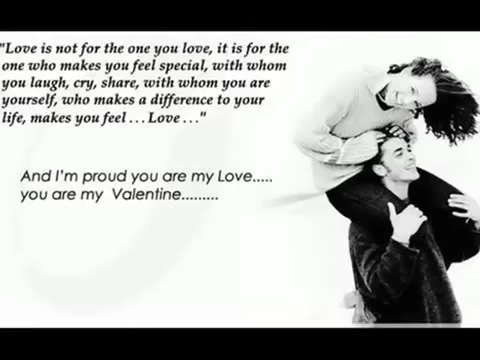 "Love is not for the one you love, it is for the
one who makes you feel special, with whom
you laugh, cry, share, with whom you are
yourself, who makes a difference to your
life, makes you feel . . . Love . . ."
And I'm proud you are my Love.....
you are my Valentine.........